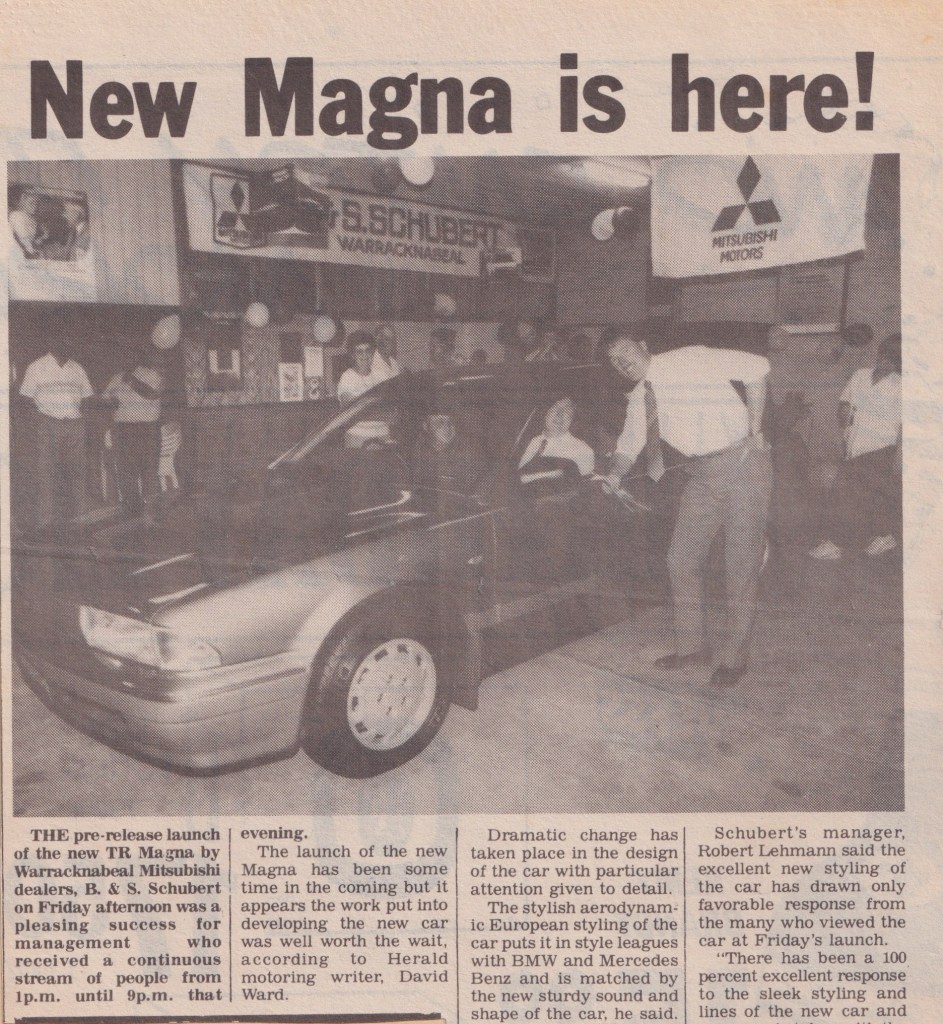 New Magna is here!
S.SCHUBERT
WARRACKNABEAL
MITSUBISHI
MOTORS
THE pre-release launch
of the new TR Magna by
Warracknabeal Mitsubishi
dealers, B. & S. Schubert
on Friday afternoon was a
pleasing success for
management who
received a continuous
stream of people from
1p.m. until 9p.m. that
evening.
The launch of the new
Magna has been some
time in the coming but it
appears the work put into
developing the new car
was well worth the wait,
according to Herald
motoring writer, David
Ward.
Dramatic change has
taken place in the design
of the car with particular
attention given to detail.
The stylish aerodynam-
ic European styling of the
car puts it in style leagues
with BMW and Mercedes
Benz and is matched by
the new sturdy sound and
shape of the car, he said.
Schubert's manager,
Robert Lehmann said the
excellent new styling of
the car has drawn only
favorable response from
the many who viewed the
car at Friday's launch.
"There has been a 100
percent excellent response
to the sleek styling and
lines of the new car and